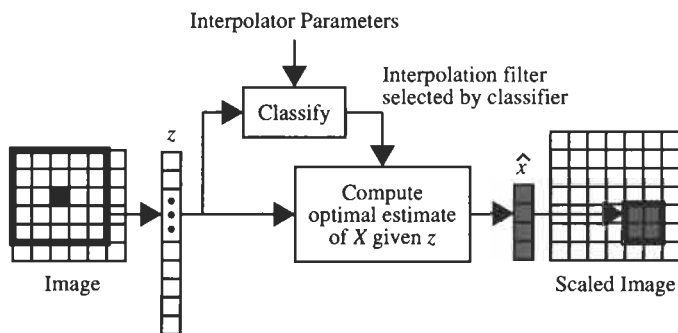 Interpolator Parameters
Interpolation filter
selected by classifier
Classify
z
x̂
Compute
optimal estimate
of X given z
Image
Scaled Image